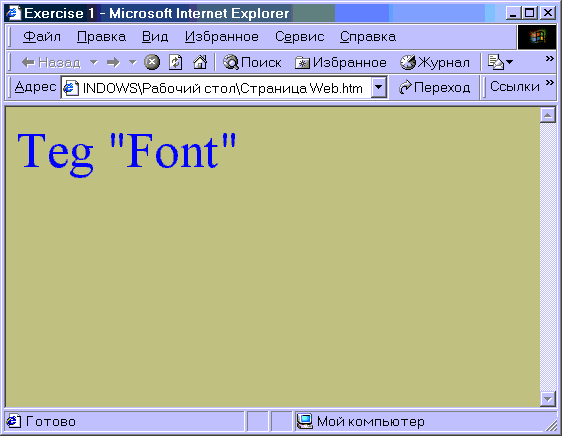 Exercise 1 - Microsoft Internet Explorer
Файл Правка Вид Избранное Сервис Справка
Назад Поиск Избранное Журнал »
Адрес INDOWS\Рабочий стол\Страница Web.htm Переход Ссылки »
Teg "Font"
Готово Мой компьютер